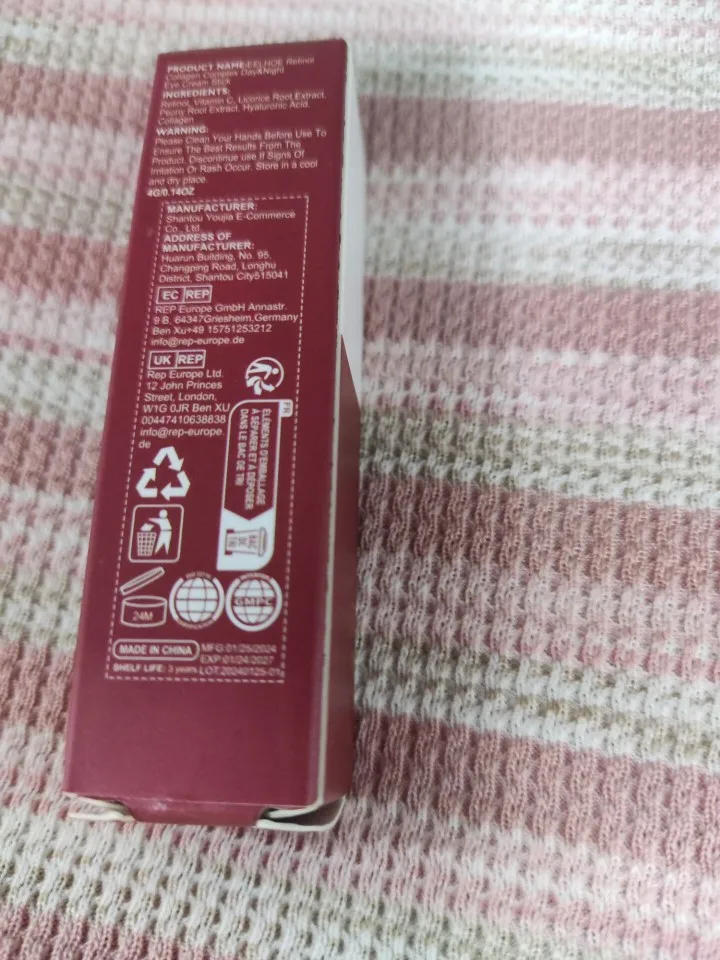 PRODUCT NAME:EELHOE Retinol
Collagen Complex Day&Night
Eye Cream Stick
INGREDIENTS:
Retinol, Vitamin C, Licorice Root Extract,
Peony Root Extract, Hyaluronic Acid,
Collagen
WARNING:
Please Clean Your Hands Before Use To
Ensure The Best Results From The
Product. Discontinue use If Signs Of
Irritation Or Rash Occur. Store in a cool
and dry place.
4G/0.14OZ
MANUFACTURER:
Shantou Youjia E-Commerce
Co., Ltd.
ADDRESS OF
MANUFACTURER:
Huarun Building, No. 95,
Changping Road, Longhu
District, Shantou City515041
EC REP
REP Europe GmbH Annastr.
9 B, 64347Griesheim,Germany
Ben Xu+49 15751253212
info@rep-europe.de
UK REP
Rep Europe Ltd.
12 John Princes
Street, London,
W1G 0JR Ben XU
00447410638838
info@rep-europe.
de
FR
ÉLÉMENTS D'EMBALLAGE
À SÉPARER ET À DÉPOSER
DANS LE BAC DE TRI
BAC
DE
TRI
24M
GMPC
MADE IN CHINA
MFG:01/25/2024
EXP:01/24/2027
SHELF LIFE: 3 years
LOT:20240125-01